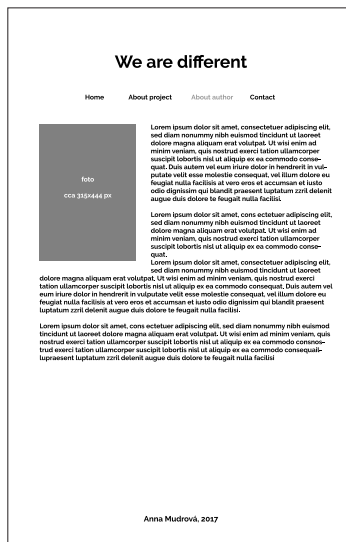 We are different
Home About project About author Contact
foto
cca 315x444 px
Lorem ipsum dolor sit amet, consectetuer adipiscing elit,
sed diam nonummy nibh euismod tincidunt ut laoreet
dolore magna aliquam erat volutpat. Ut wisi enim ad
minim veniam, quis nostrud exerci tation ullamcorper
suscipit lobortis nisl ut aliquip ex ea commodo conse-
quat. Duis autem vel eum iriure dolor in hendrerit in vul-
putate velit esse molestie consequat, vel illum dolore eu
feugiat nulla facilisis at vero eros et accumsan et iusto
odio dignissim qui blandit praesent luptatum zzril delenit
augue duis dolore te feugait nulla facilisi.
Lorem ipsum dolor sit amet, cons ectetuer adipiscing elit,
sed diam nonummy nibh euismod tincidunt ut laoreet
dolore magna aliquam erat volutpat. Ut wisi enim ad
minim veniam, quis nostrud exerci tation ullamcorper
suscipit lobortis nisl ut aliquip ex ea commodo conse-
quat.
Lorem ipsum dolor sit amet, consectetuer adipiscing elit,
sed diam nonummy nibh euismod tincidunt ut laoreet
dolore magna aliquam erat volutpat. Ut wisi enim ad minim veniam, quis nostrud exerci
tation ullamcorper suscipit lobortis nisl ut aliquip ex ea commodo consequat. Duis autem vel
eum iriure dolor in hendrerit in vulputate velit esse molestie consequat, vel illum dolore eu
feugiat nulla facilisis at vero eros et accumsan et iusto odio dignissim qui blandit praesent
luptatum zzril delenit augue duis dolore te feugait nulla facilisi.
Lorem ipsum dolor sit amet, cons ectetuer adipiscing elit, sed diam nonummy nibh euismod
tincidunt ut laoreet dolore magna aliquam erat volutpat. Ut wisi enim ad minim veniam, quis
nostrud exerci tation ullamcorper suscipit lobortis nisl ut aliquip ex ea commodo consnos-
trud exerci tation ullamcorper suscipit lobortis nisl ut aliquip ex ea commodo consequail-
lupraesent luptatum zzril delenit augue duis dolore te feugait nulla facilisi
Anna Mudrová, 2017